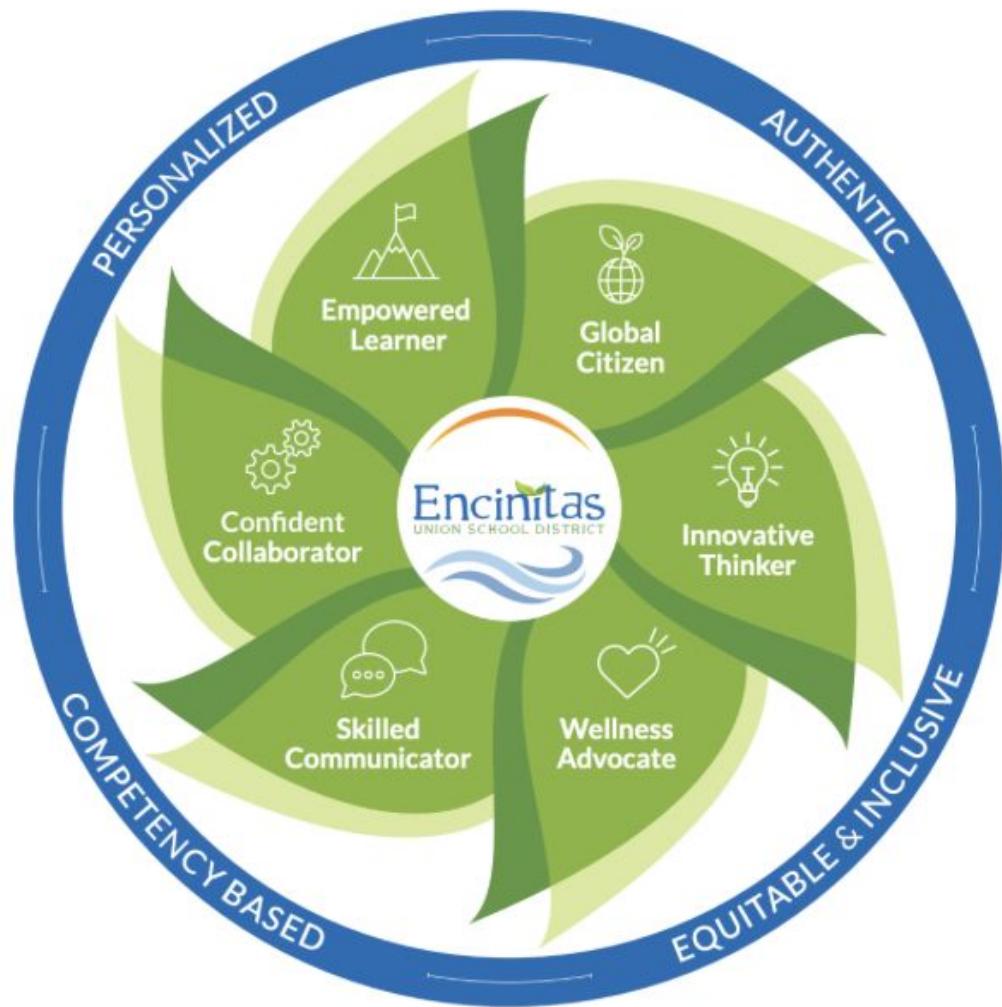 PERSONALIZED
AUTHENTIC
Empowered
Learner
Global
Citizen
Confident
Collaborator
Encinitas
UNION SCHOOL DISTRICT
Innovative
Thinker
Skilled
Communicator
Wellness
Advocate
COMPETENCY BASED
EQUITABLE & INCLUSIVE